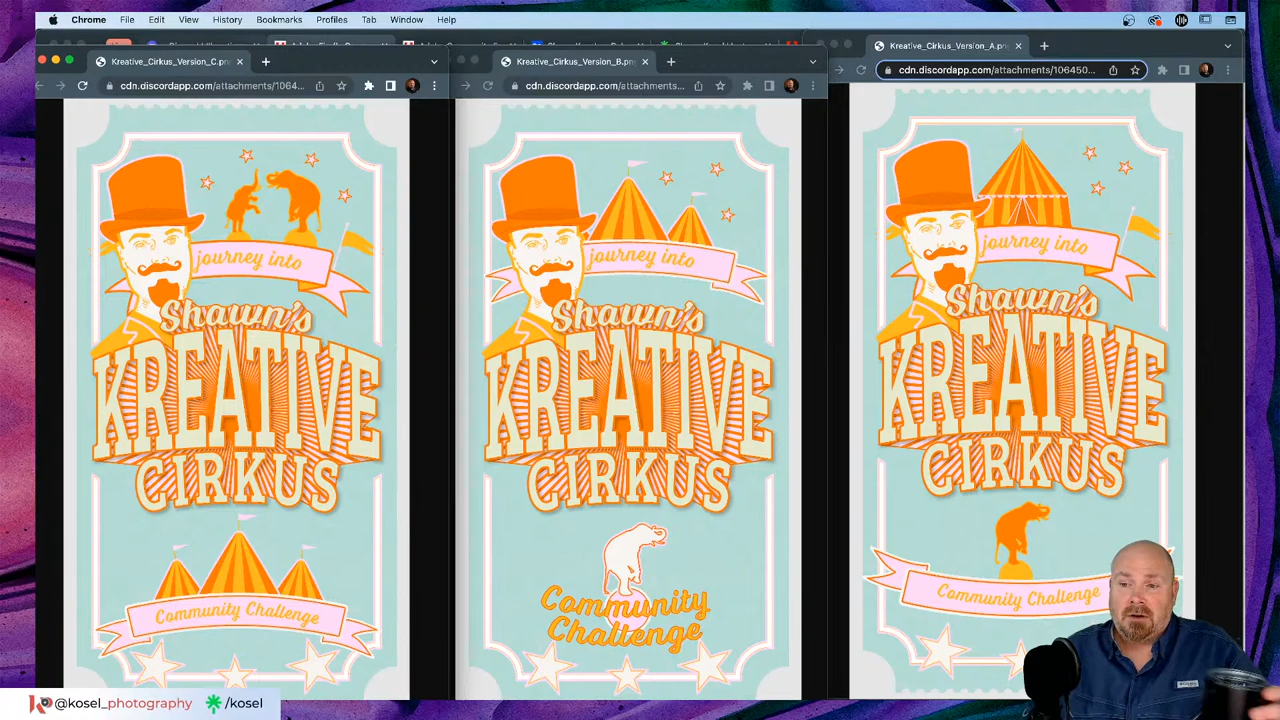 Chrome File Edit View History Bookmarks Profiles Tab Window Help
Kreative_Cirkus_Version_C.pn
cdn.discordapp.com/attachments/1064...
journey into
Shawn's
KREATIVE
CIRKUS
Community Challenge
Kreative_Cirkus_Version_B.pn
cdn.discordapp.com/attachments...
journey into
Shawn's
KREATIVE
CIRKUS
Community
Challenge
Kreative_Cirkus_Version_A.pn
cdn.discordapp.com/attachments/106450...
journey into
Shawn's
KREATIVE
CIRKUS
Community Challenge
@kosel_photography /kosel